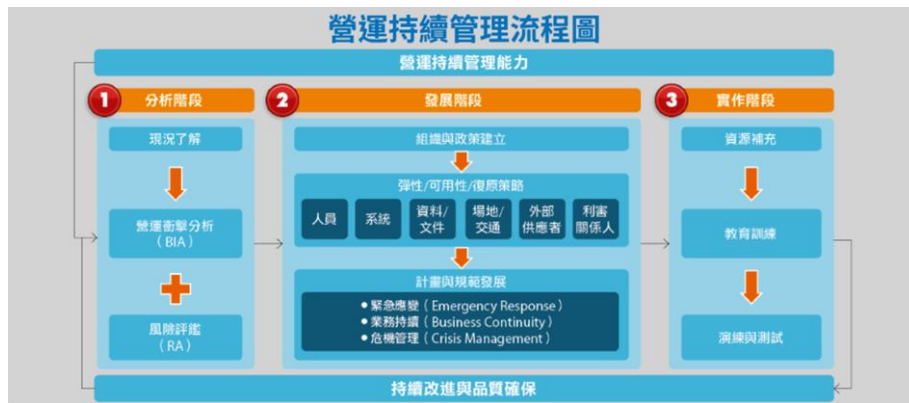 營運持續管理流程圖
營運持續管理能力
1 分析階段
現況了解
營運衝擊分析
（BIA）
風險評鑑
（RA）
2 發展階段
組織與政策建立
彈性/可用性/復原策略
人員
系統
資料/
文件
場地/
交通
外部
供應者
利害
關係人
計畫與規範發展
●緊急應變（Emergency Response）
●業務持續（Business Continuity）
●危機管理（Crisis Management）
3 實作階段
資源補充
教育訓練
演練與測試
持續改進與品質確保